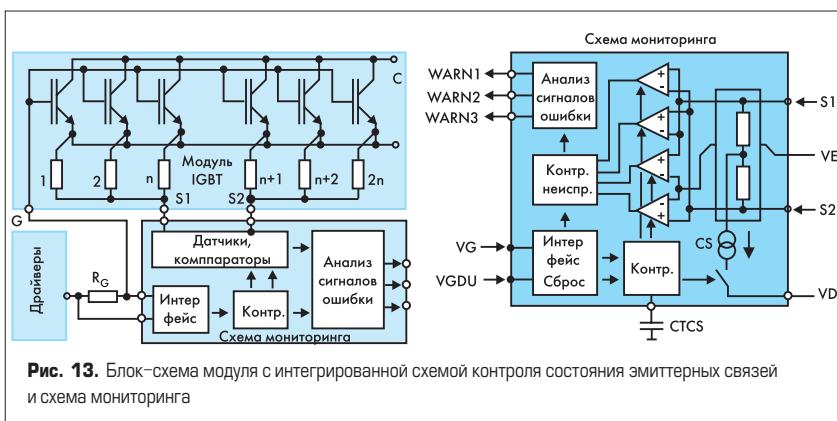 C
Модуль
IGBT
1
2
n
n+1
n+2
2n
S1
S2
G
Драйверы
RG
Датчики,
комппараторы
Интер
фейс
Контр.
Анализ
сигналов
ошибки
Схема мониторинга
Схема мониторинга
WARN1
WARN2
WARN3
Анализ
сигналов
ошибки
+
-
+
-
+
-
-
+
S1
VE
S2
Контр.
неиспр.
CS
VG
VGDU
Интер
фейс
Сброс
Контр.
VD
CTCS
Рис. 13. Блок–схема модуля с интегрированной схемой контроля состояния эмиттерных связей
и схема мониторинга